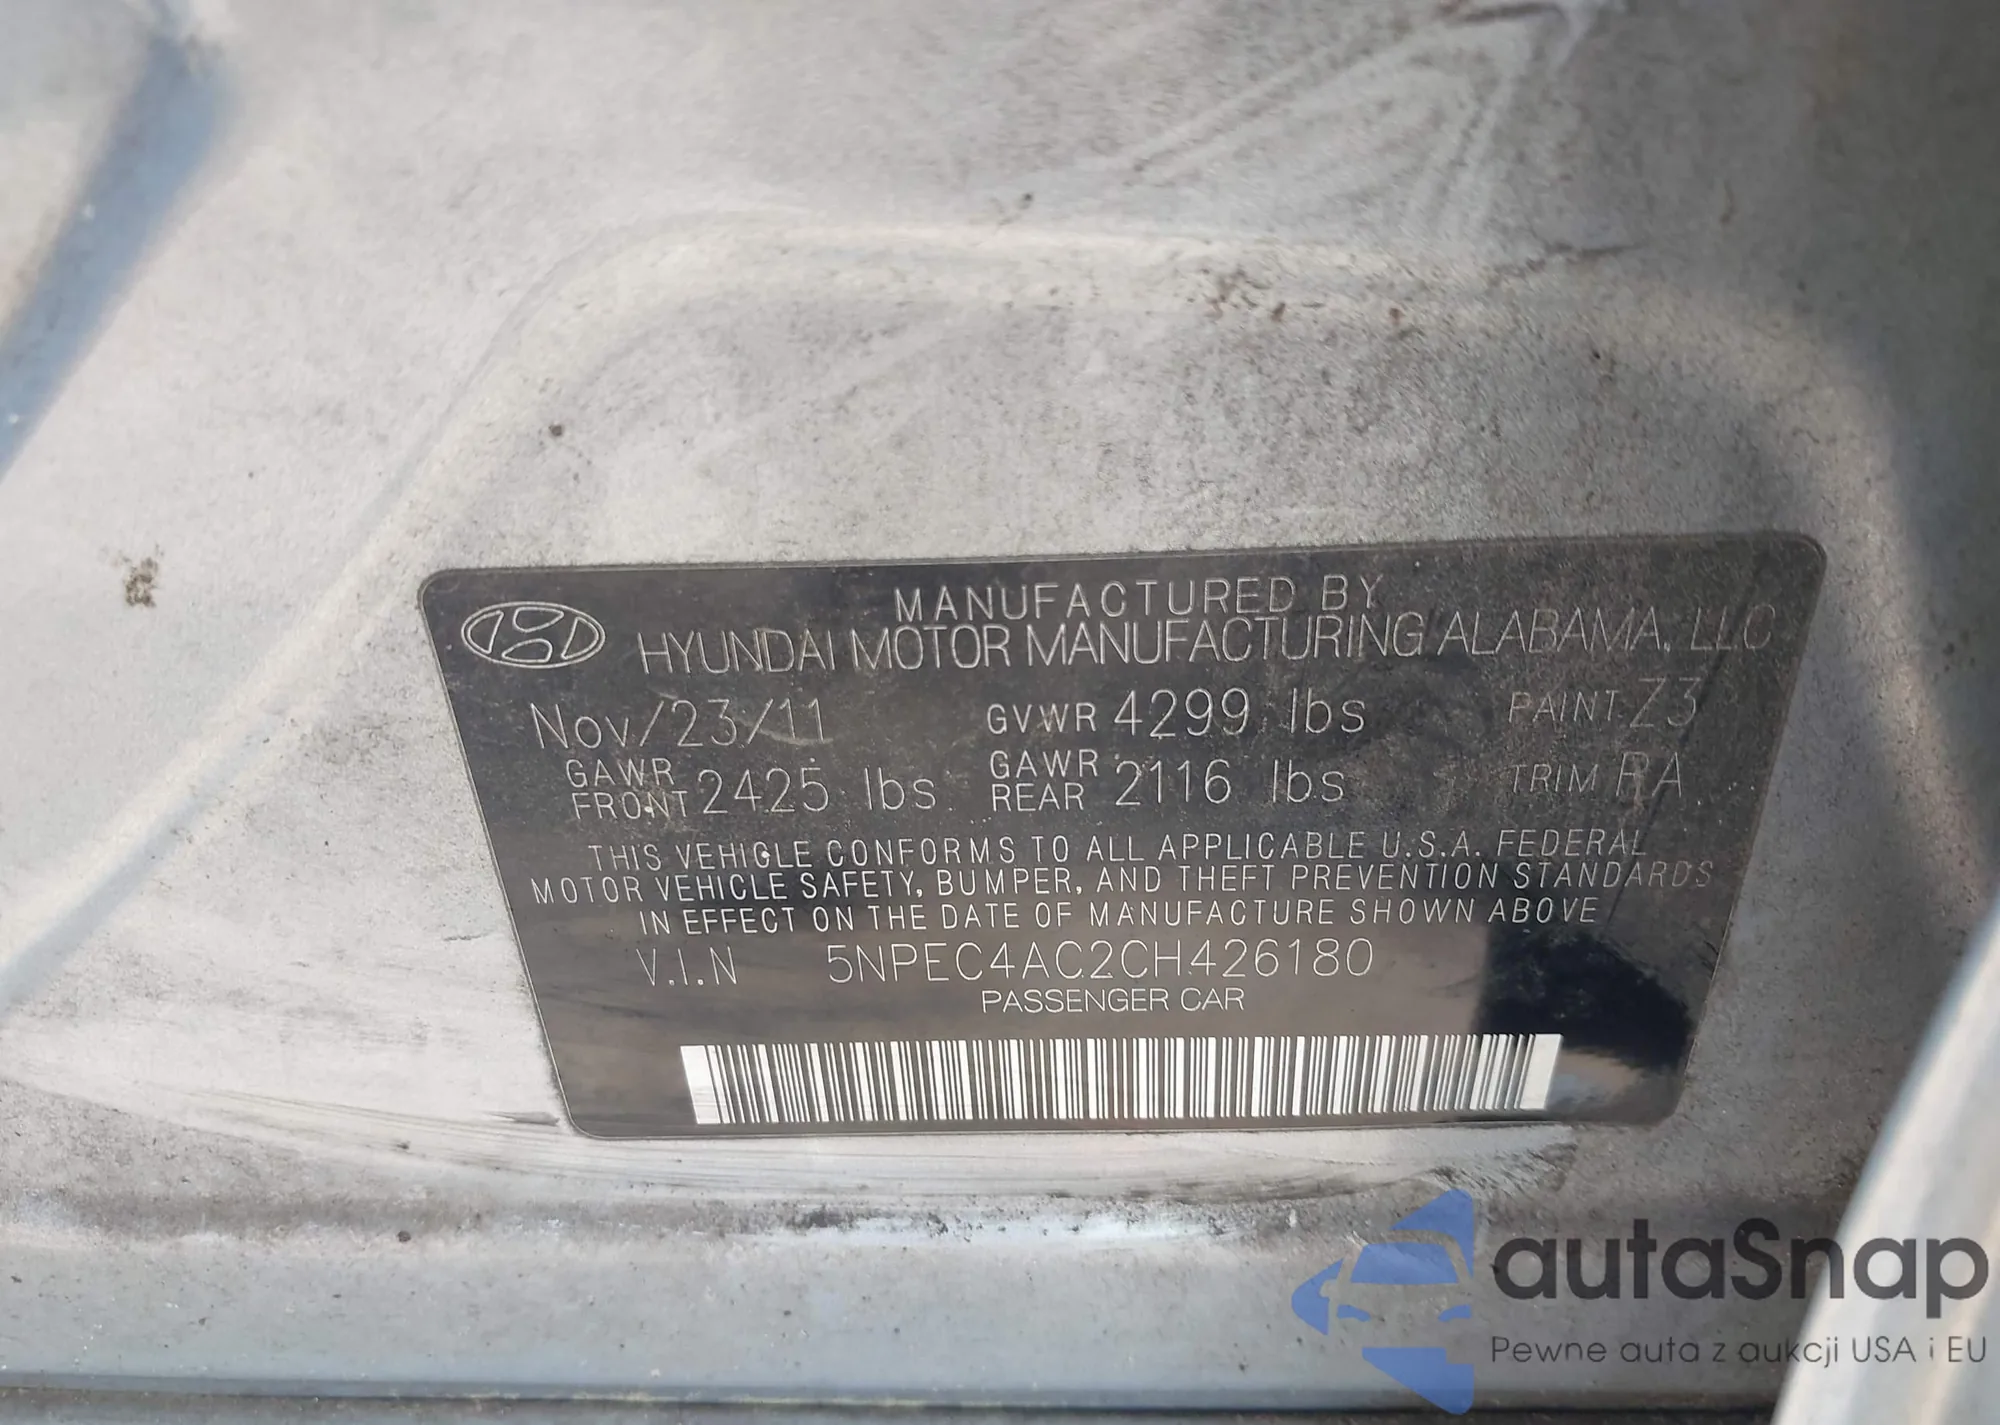 MANUFACTURED BY
HYUNDAI MOTOR MANUFACTURING ALABAMA, LLC
Nov/23/11 GVWR 4299 lbs PAINT Z3
GAWR FRONT 2425 lbs GAWR REAR 2116 lbs TRIM RA
THIS VEHICLE CONFORMS TO ALL APPLICABLE U.S.A. FEDERAL
MOTOR VEHICLE SAFETY, BUMPER, AND THEFT PREVENTION STANDARDS
IN EFFECT ON THE DATE OF MANUFACTURE SHOWN ABOVE
V.I.N 5NPEC4AC2CH426180
PASSENGER CAR
autaSnap
Pewne auta z aukcji USA i EU